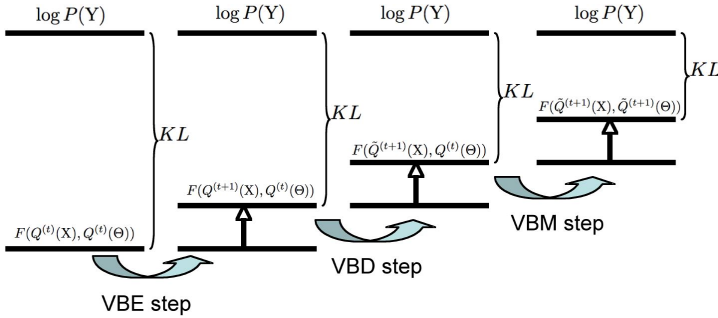 log P(Y)
log P(Y)
log P(Y)
log P(Y)
KL
KL
KL
KL
F(Q̃⁽ᵗ⁺¹⁾(X), Q̃⁽ᵗ⁺¹⁾(Θ))
F(Q̃⁽ᵗ⁺¹⁾(X), Q⁽ᵗ⁾(Θ))
F(Q⁽ᵗ⁺¹⁾(X), Q⁽ᵗ⁾(Θ))
F(Q⁽ᵗ⁾(X), Q⁽ᵗ⁾(Θ))
VBE step
VBD step
VBM step